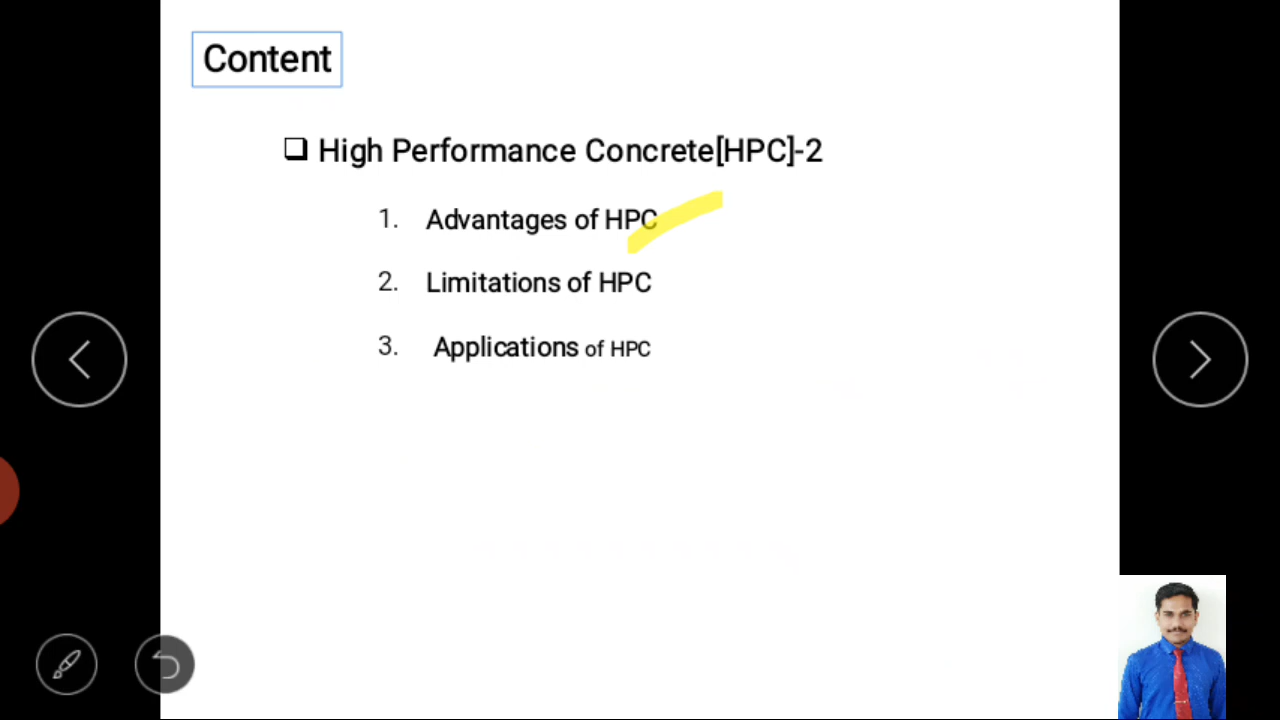 Content
❑ High Performance Concrete[HPC]-2
1. Advantages of HPC
2. Limitations of HPC
3. Applications of HPC